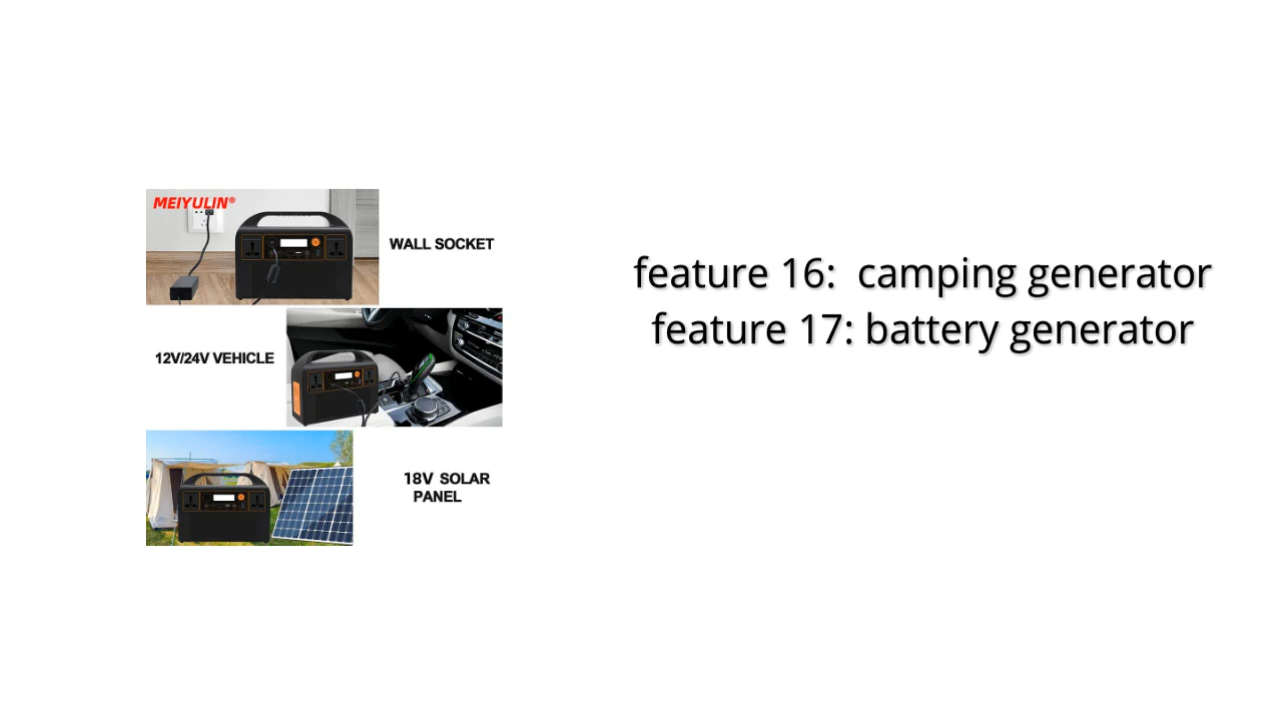 MEIYULIN®
WALL SOCKET
12V/24V VEHICLE
18V SOLAR
PANEL
feature 16: camping generator
feature 17: battery generator